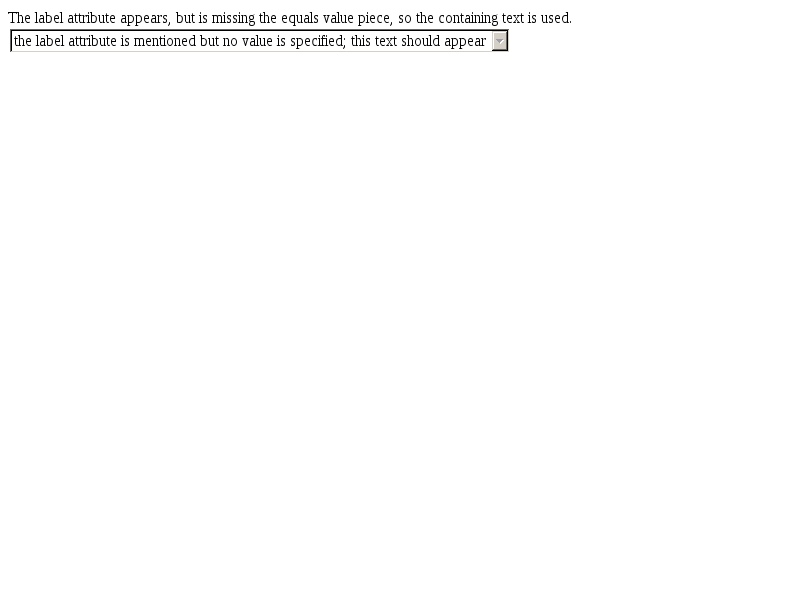 The label attribute appears, but is missing the equals value piece, so the containing text is used.
the label attribute is mentioned but no value is specified; this text should appear